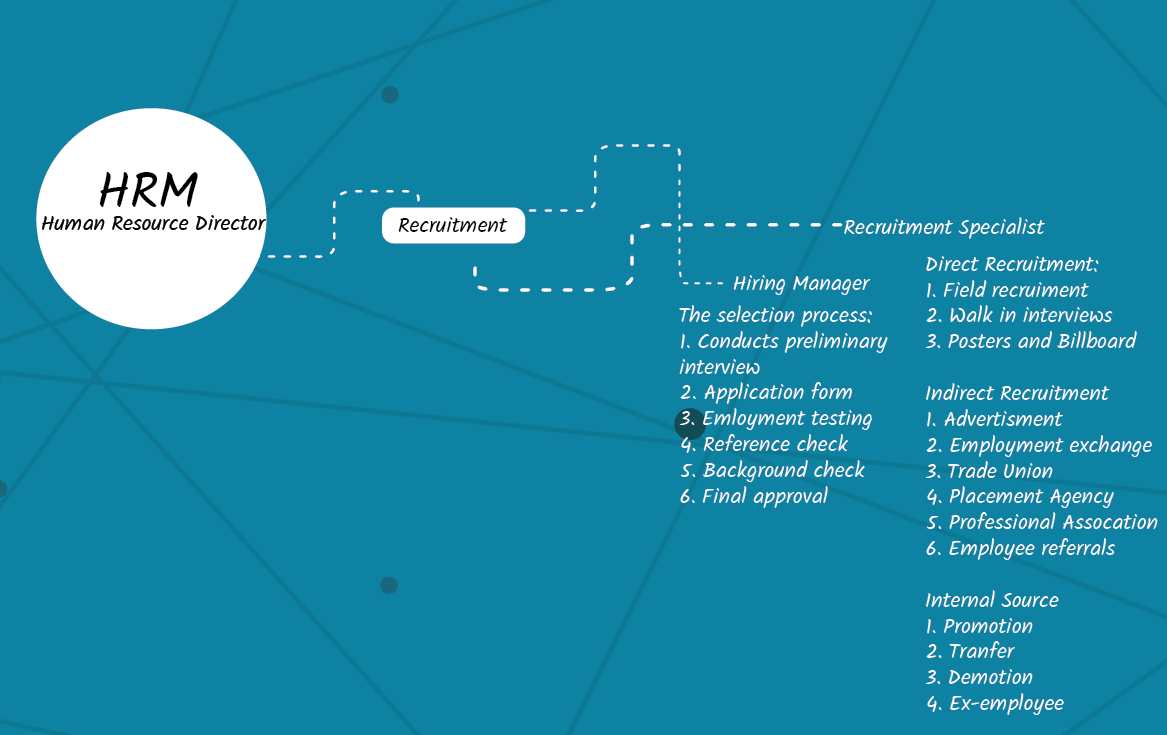 HRM
Human Resource Director
Recruitment
Recruitment Specialist
Hiring Manager
The selection process:
1. Conducts preliminary
interview
2. Application form
3. Emloyment testing
4. Reference check
5. Background check
6. Final approval
Direct Recruitment:
1. Field recruiment
2. Walk in interviews
3. Posters and Billboard
Indirect Recruitment
1. Advertisment
2. Employment exchange
3. Trade Union
4. Placement Agency
5. Professional Assocation
6. Employee referrals
Internal Source
1. Promotion
2. Tranfer
3. Demotion
4. Ex-employee